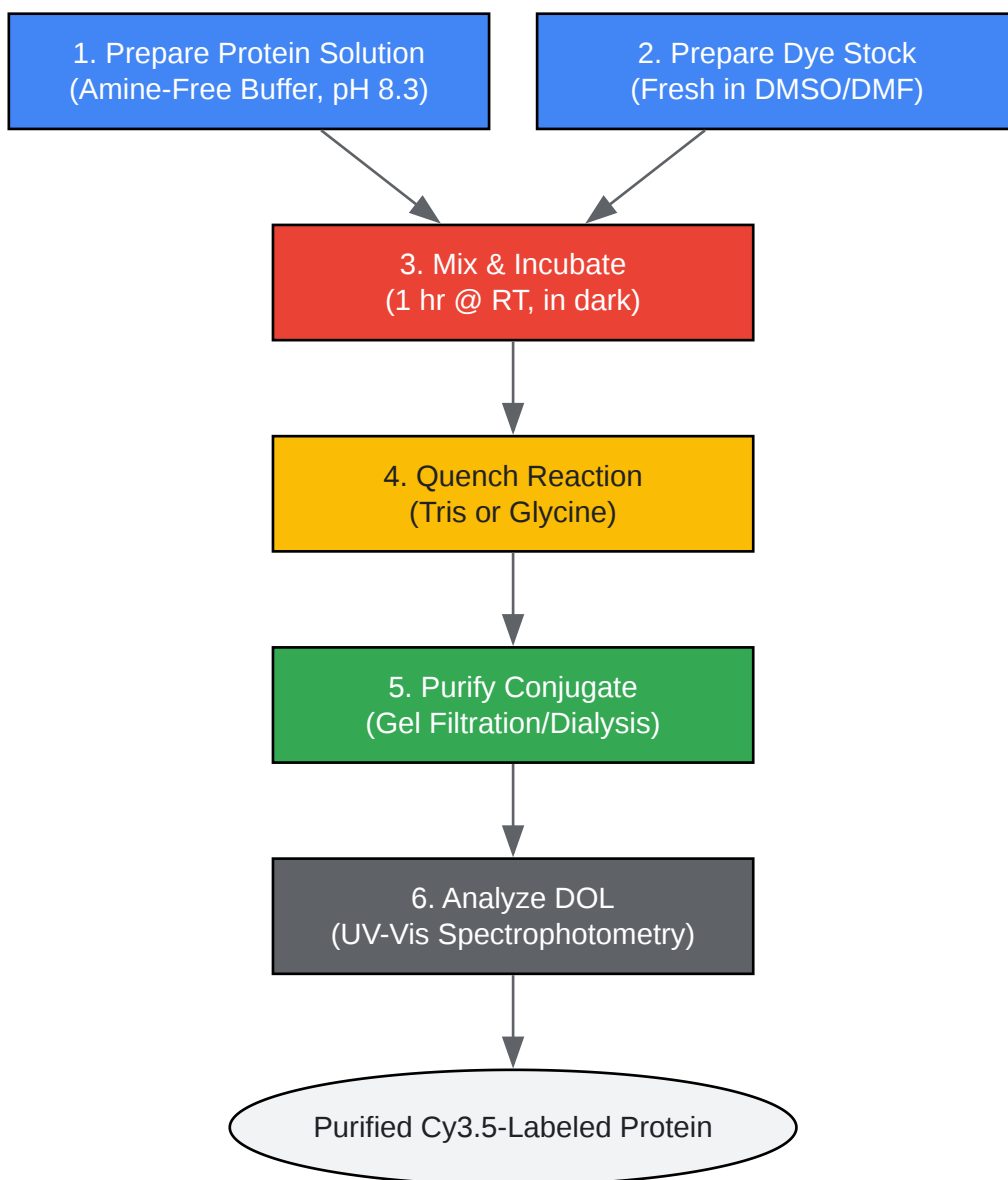 1. Prepare Protein Solution
(Amine-Free Buffer, pH 8.3)
2. Prepare Dye Stock
(Fresh in DMSO/DMF)
3. Mix & Incubate
(1 hr @ RT, in dark)
4. Quench Reaction
(Tris or Glycine)
5. Purify Conjugate
(Gel Filtration/Dialysis)
6. Analyze DOL
(UV-Vis Spectrophotometry)
Purified Cy3.5-Labeled Protein